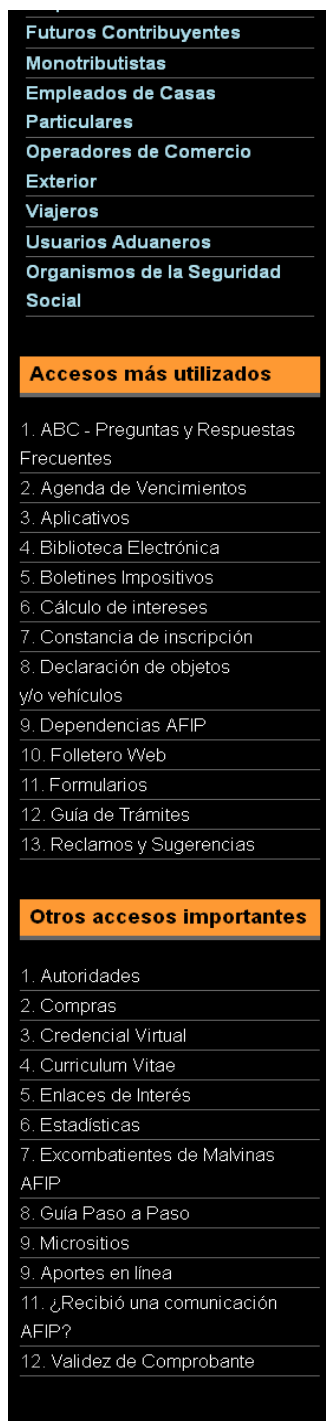 Futuros Contribuyentes
Monotributistas
Empleados de Casas
Particulares
Operadores de Comercio
Exterior
Viajeros
Usuarios Aduaneros
Organismos de la Seguridad
Social
Accesos más utilizados
1. ABC - Preguntas y Respuestas
Frecuentes
2. Agenda de Vencimientos
3. Aplicativos
4. Biblioteca Electrónica
5. Boletines Impositivos
6. Cálculo de intereses
7. Constancia de inscripción
8. Declaración de objetos
y/o vehículos
9. Dependencias AFIP
10. Folletero Web
11. Formularios
12. Guía de Trámites
13. Reclamos y Sugerencias
Otros accesos importantes
1. Autoridades
2. Compras
3. Credencial Virtual
4. Curriculum Vitae
5. Enlaces de Interés
6. Estadísticas
7. Excombatientes de Malvinas
AFIP
8. Guía Paso a Paso
9. Micrositios
9. Aportes en línea
11. ¿Recibió una comunicación
AFIP?
12. Validez de Comprobante